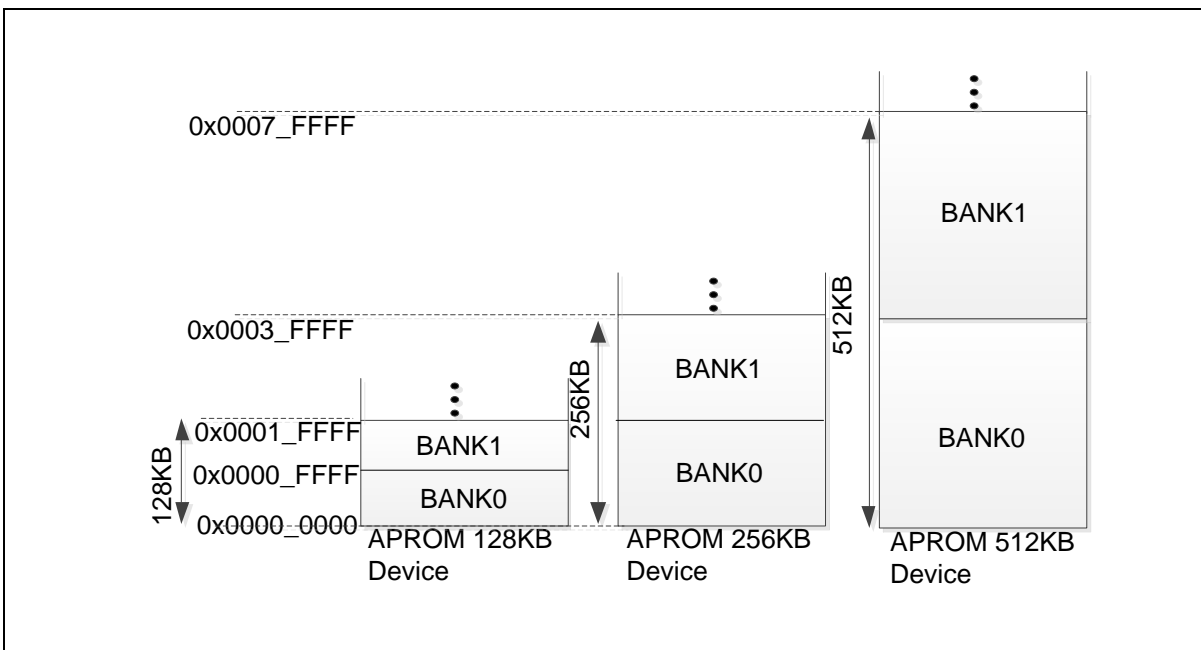 0x0007_FFFF
BANK1
512KB
0x0003_FFFF
BANK1
256KB
0x0001_FFFF
BANK1
BANK0
128KB
0x0000_FFFF
BANK0
BANK0
0x0000_0000
APROM 128KB
Device
APROM 256KB
Device
APROM 512KB
Device